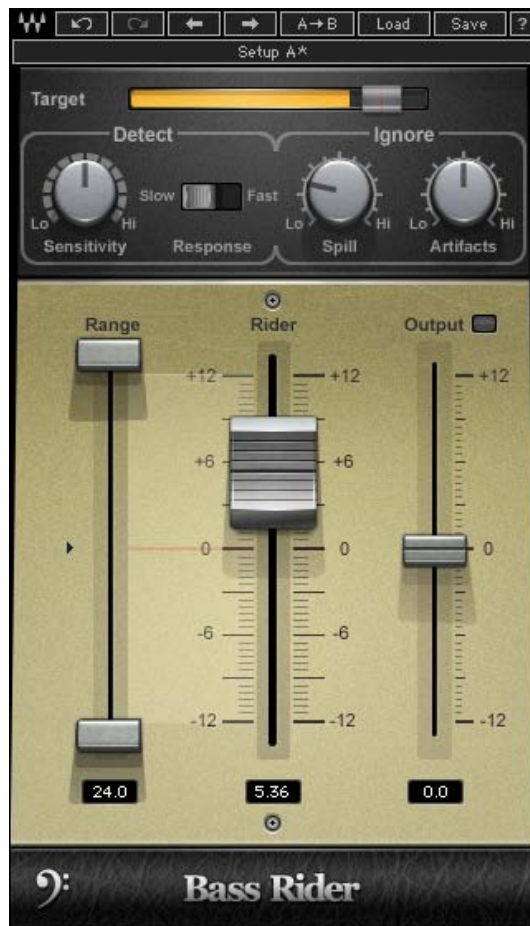 A→B Load Save ?
Setup A*
Target
Detect Ignore
Slow Fast
Lo Hi Lo Hi Lo Hi
Sensitivity Response Spill Artifacts
Range Rider Output
+12 +12 +12
+6 +6
0 0 0
-6 -6
-12 -12 -12
24.0 5.36 0.0
Bass Rider